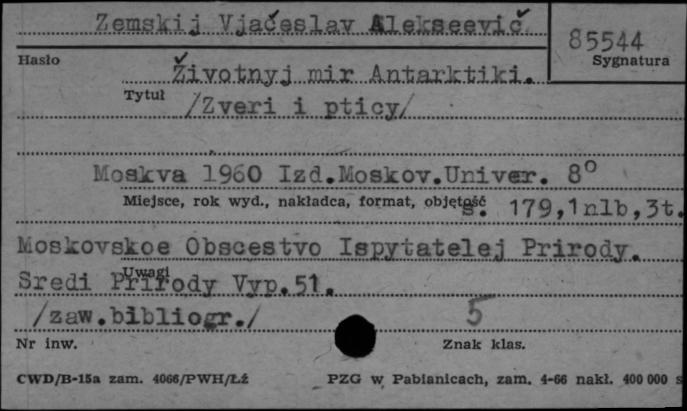 Zemskij Vjačeslav Alekseevič
85544
Hasło
Sygnatura
Životnyj mir Antarktiki.
Tytuł
/Zveri i pticy/
Moskva 1960 Izd.Moskov.Univer. 8°
Miejsce, rok wyd., nakładca, format, objętość
s. 179,1nlb,3t.
Moskovskoe Obscestvo Ispytatelej Prirody.
Uwagi
Sredi Prirody Vyp.51.
/zaw.bibliogr./
5
Nr inw.
Znak klas.
CWD/B-15a zam. 4066/PWH/Łź
PZG w Pabianicach, zam. 4-66 nakł. 400 000 s